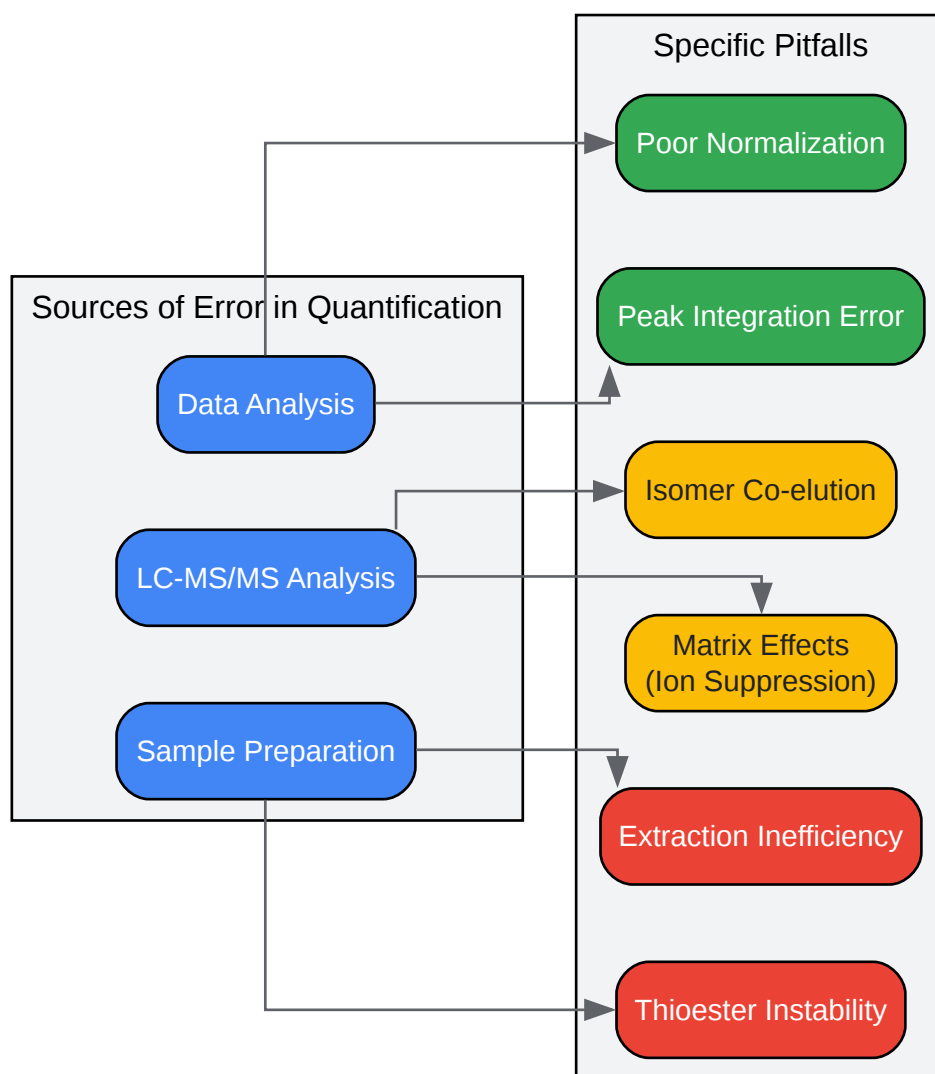 Specific Pitfalls
Poor Normalization
Peak Integration Error
Isomer Co-elution
Matrix Effects
(Ion Suppression)
Extraction Inefficiency
Thioester Instability
Sources of Error in Quantification
Data Analysis
LC-MS/MS Analysis
Sample Preparation